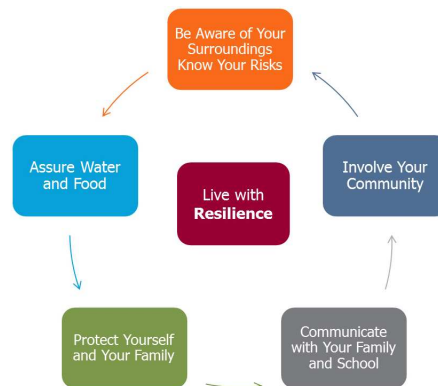 Be Aware of Your
Surroundings
Know Your Risks
Assure Water
and Food
Live with
Resilience
Involve Your
Community
Protect Yourself
and Your Family
Communicate
with Your Family
and School